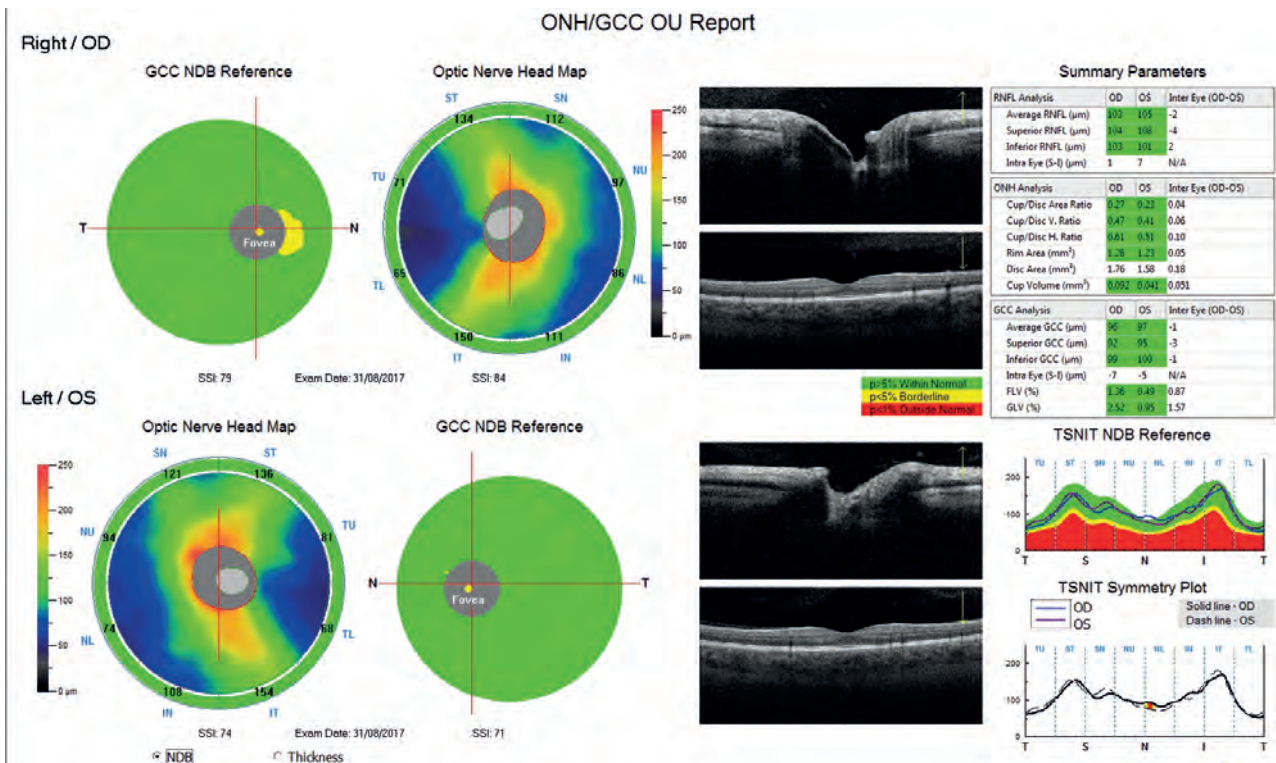 ONH/GCC OU Report
Right / OD
GCC NDB Reference
Optic Nerve Head Map
T
N
Fovea
ST
SN
134
112
TU
NU
71
97
65
86
TL
NL
150
111
IT
IN
250
200
150
100
50
0 µm
SSI: 79
Exam Date: 31/08/2017
SSI: 84
p>5% Within Normal
p<5% Borderline
p<1% Outside Normal
Summary Parameters
RNFL Analysis OD OS Inter Eye (OD-OS)
Average RNFL (µm) 103 105 -2
Superior RNFL (µm) 104 108 -4
Inferior RNFL (µm) 103 101 2
Intra Eye (S-I) (µm) 1 7 N/A
ONH Analysis OD OS Inter Eye (OD-OS)
Cup/Disc Area Ratio 0.27 0.23 0.04
Cup/Disc V. Ratio 0.47 0.41 0.06
Cup/Disc H. Ratio 0.61 0.51 0.10
Rim Area (mm²) 1.28 1.23 0.05
Disc Area (mm²) 1.76 1.58 0.18
Cup Volume (mm³) 0.092 0.041 0.051
GCC Analysis OD OS Inter Eye (OD-OS)
Average GCC (µm) 96 97 -1
Superior GCC (µm) 92 95 -3
Inferior GCC (µm) 99 100 -1
Intra Eye (S-I) (µm) -7 -5 N/A
FLV (%) 1.36 0.49 0.87
GLV (%) 2.52 0.95 1.57
Left / OS
Optic Nerve Head Map
GCC NDB Reference
250
200
150
100
50
0 µm
SN
ST
121
136
NU
TU
94
81
74
68
NL
TL
108
154
IN
IT
N
T
Fovea
SSI: 74
Exam Date: 31/08/2017
SSI: 71
NDB
Thickness
TSNIT NDB Reference
TU ST SN NU NL IN IT TL
200
100
0
T S N I T
TSNIT Symmetry Plot
OD
OS
Solid line - OD
Dash line - OS
TU ST SN NU NL IN IT TL
200
100
0
T S N I T